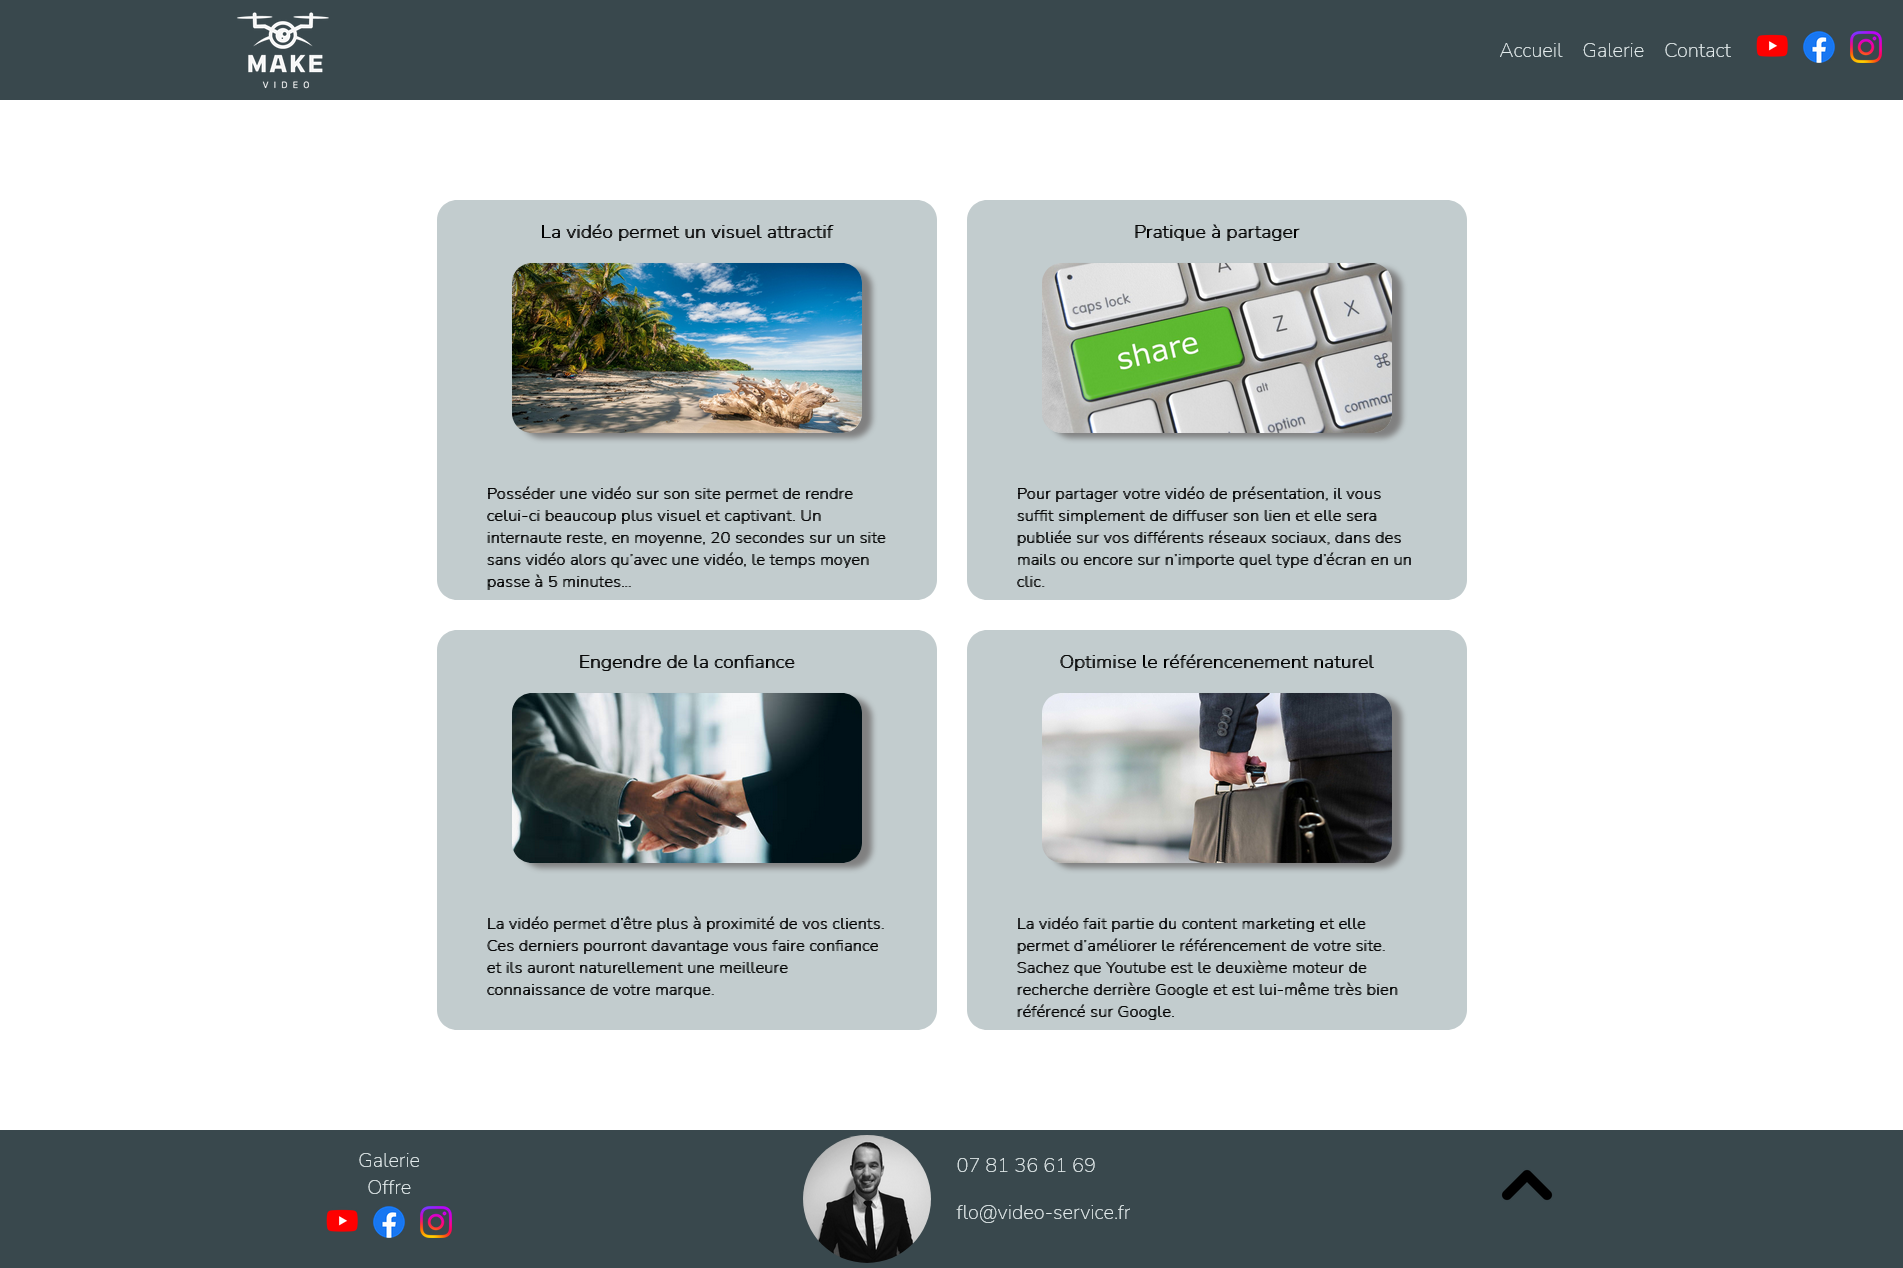 MAKE
VIDEO
Accueil Galerie Contact
La vidéo permet un visuel attractif
Posséder une vidéo sur son site permet de rendre
celui-ci beaucoup plus visuel et captivant. Un
internaute reste, en moyenne, 20 secondes sur un site
sans vidéo alors qu'avec une vidéo, le temps moyen
passe à 5 minutes...
Pratique à partager
caps lock
A
Z
X
share
⌘
alt
option
comman
Pour partager votre vidéo de présentation, il vous
suffit simplement de diffuser son lien et elle sera
publiée sur vos différents réseaux sociaux, dans des
mails ou encore sur n'importe quel type d'écran en un
clic.
Engendre de la confiance
La vidéo permet d'être plus à proximité de vos clients.
Ces derniers pourront davantage vous faire confiance
et ils auront naturellement une meilleure
connaissance de votre marque.
Optimise le référencenement naturel
La vidéo fait partie du content marketing et elle
permet d'améliorer le référencement de votre site.
Sachez que Youtube est le deuxième moteur de
recherche derrière Google et est lui-même très bien
référencé sur Google.
Galerie
Offre
07 81 36 61 69
flo@video-service.fr